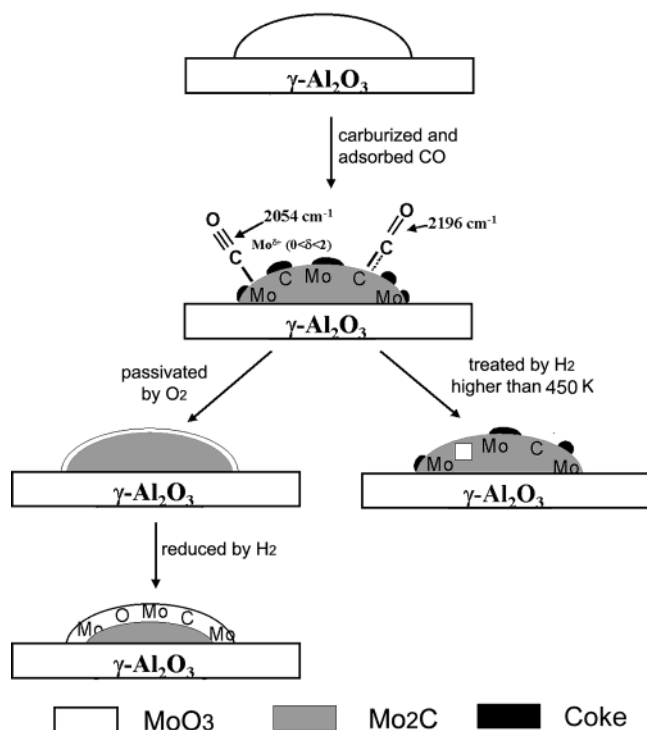 γ-Al₂O₃
carburized and
adsorbed CO
O
C
2054 cm⁻¹
Mo^δ+ (0<δ<2)
O
C
2196 cm⁻¹
Mo C Mo C Mo
γ-Al₂O₃
passivated
by O₂
treated by H₂
higher than 450 K
γ-Al₂O₃
Mo Mo C Mo
γ-Al₂O₃
reduced by H₂
Mo O Mo C Mo
γ-Al₂O₃
MoO₃ Mo₂C Coke